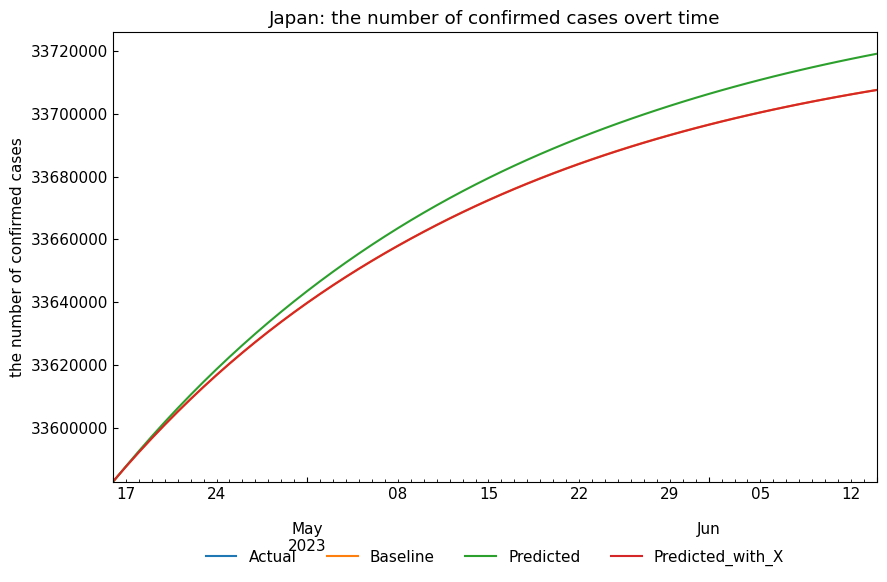 Japan: the number of confirmed cases overt time
the number of confirmed cases
33720000
33700000
33680000
33660000
33640000
33620000
33600000
17 24 08 15 22 29 05 12
May Jun
2023
Actual Baseline Predicted Predicted_with_X